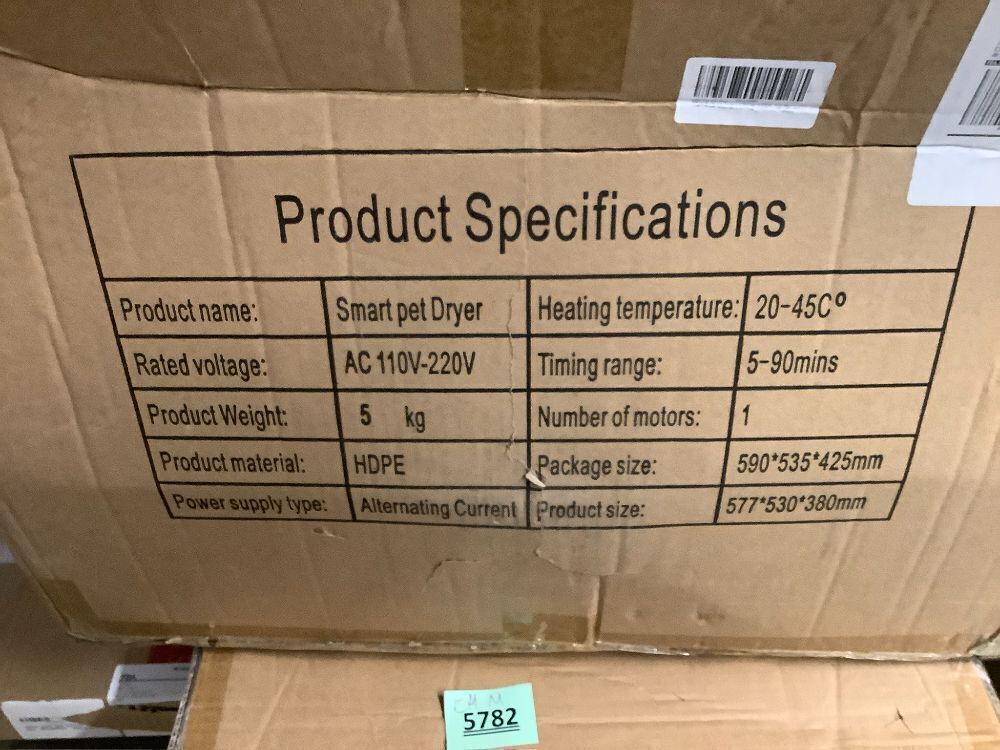 Product Specifications
Product name: Smart pet Dryer Heating temperature: 20-45Cº
Rated voltage: AC 110V-220V Timing range: 5-90mins
Product Weight: 5 kg Number of motors: 1
Product material: HDPE Package size: 590*535*425mm
Power supply type: Alternating Current Product size: 577*530*380mm
5782